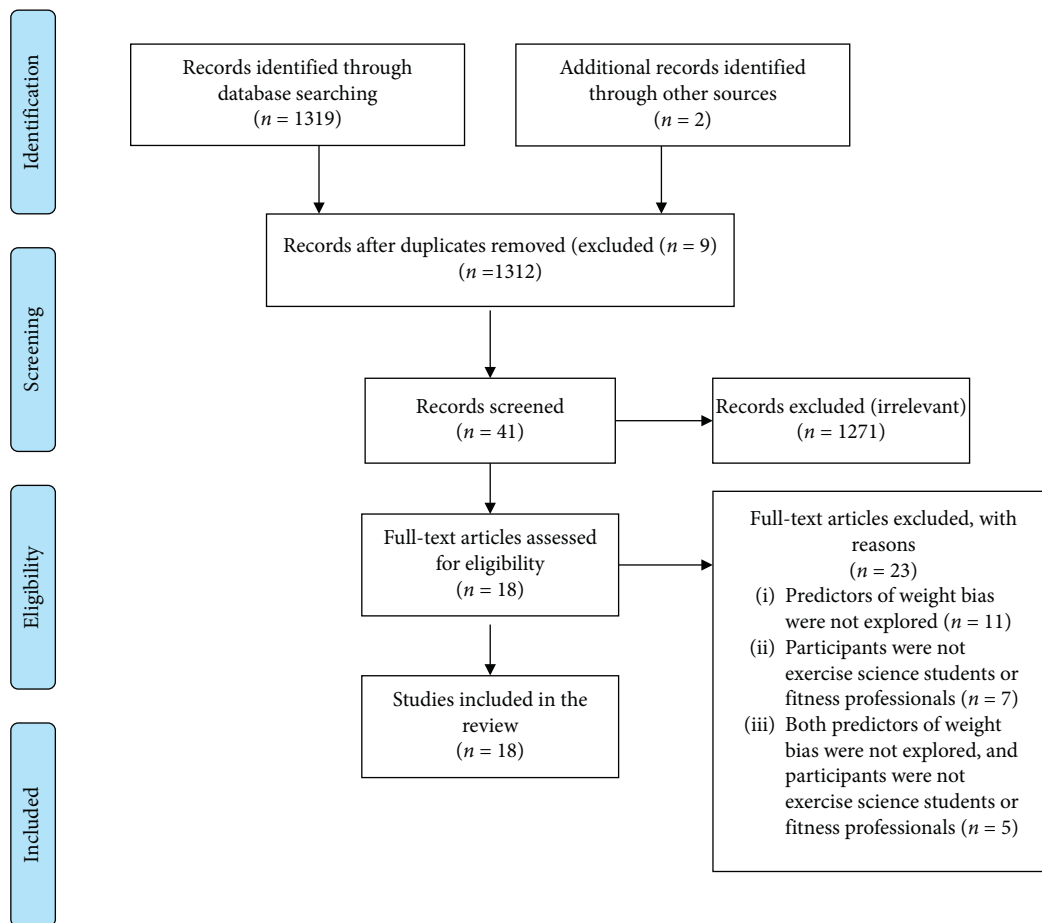 Identification
Records identified through
database searching
(n = 1319)
Additional records identified
through other sources
(n = 2)
Records after duplicates removed (excluded (n = 9)
(n =1312)
Screening
Records screened
(n = 41)
Records excluded (irrelevant)
(n = 1271)
Eligibility
Full-text articles assessed
for eligibility
(n = 18)
Full-text articles excluded, with
reasons
(n = 23)
(i) Predictors of weight bias
were not explored (n = 11)
(ii) Participants were not
exercise science students or
fitness professionals (n = 7)
(iii) Both predictors of weight
bias were not explored, and
participants were not
exercise science students or
fitness professionals (n = 5)
Included
Studies included in the
review
(n = 18)